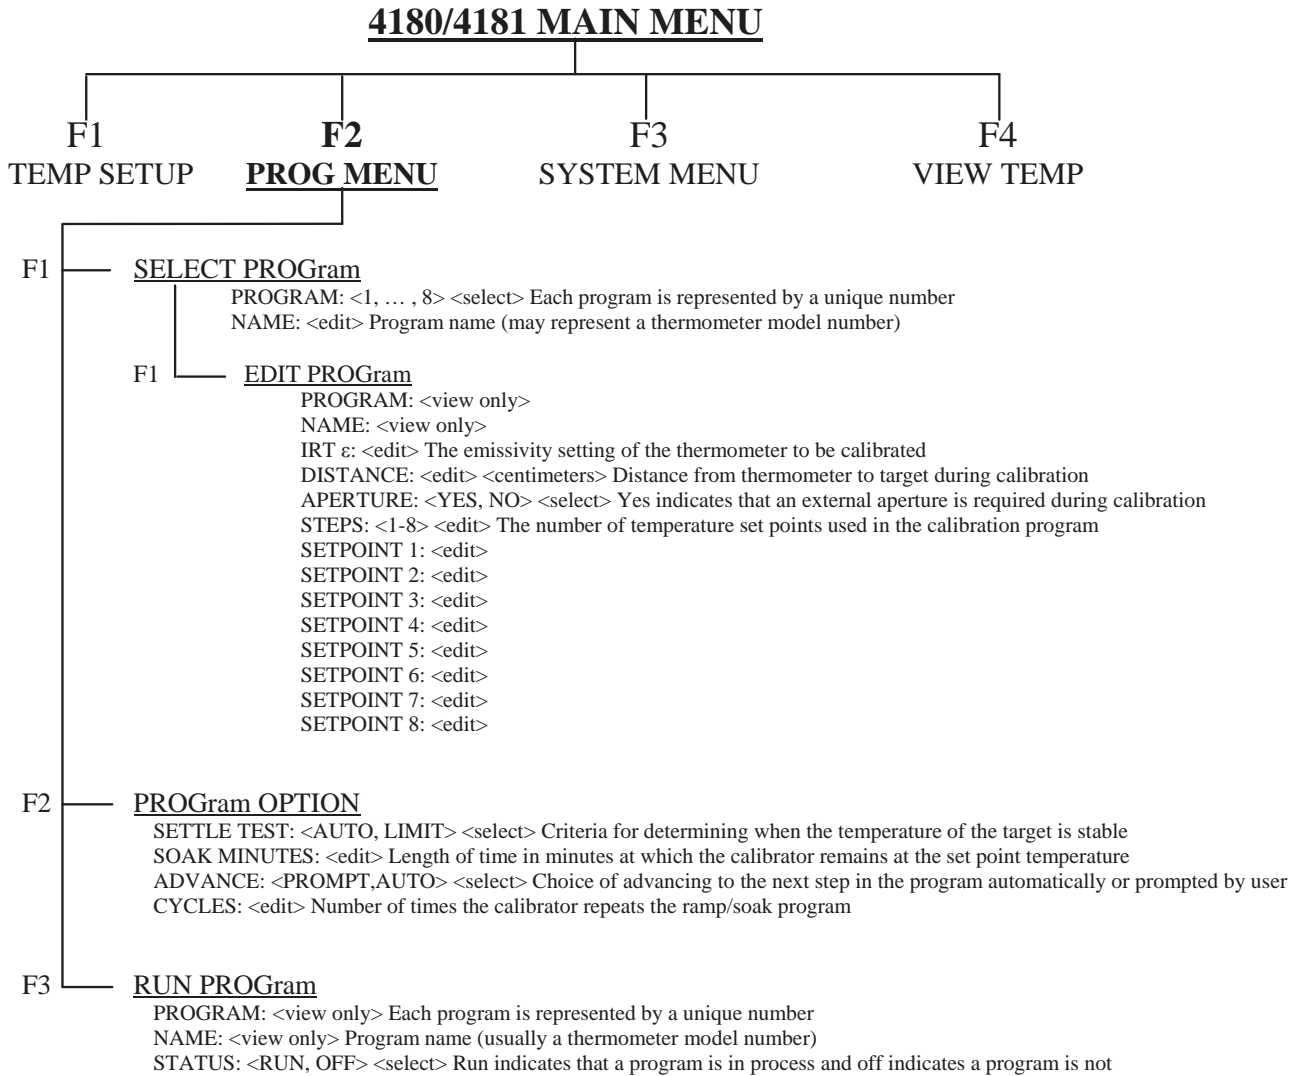 4180/4181 MAIN MENU
F1 F2 F3 F4
TEMP SETUP PROG MENU SYSTEM MENU VIEW TEMP
F1 SELECT PROGram
PROGRAM: <1, … , 8> <select> Each program is represented by a unique number
NAME: <edit> Program name (may represent a thermometer model number)
F1 EDIT PROGram
PROGRAM: <view only>
NAME: <view only>
IRT ε: <edit> The emissivity setting of the thermometer to be calibrated
DISTANCE: <edit> <centimeters> Distance from thermometer to target during calibration
APERTURE: <YES, NO> <select> Yes indicates that an external aperture is required during calibration
STEPS: <1-8> <edit> The number of temperature set points used in the calibration program
SETPOINT 1: <edit>
SETPOINT 2: <edit>
SETPOINT 3: <edit>
SETPOINT 4: <edit>
SETPOINT 5: <edit>
SETPOINT 6: <edit>
SETPOINT 7: <edit>
SETPOINT 8: <edit>
F2 PROGram OPTION
SETTLE TEST: <AUTO, LIMIT> <select> Criteria for determining when the temperature of the target is stable
SOAK MINUTES: <edit> Length of time in minutes at which the calibrator remains at the set point temperature
ADVANCE: <PROMPT,AUTO> <select> Choice of advancing to the next step in the program automatically or prompted by user
CYCLES: <edit> Number of times the calibrator repeats the ramp/soak program
F3 RUN PROGram
PROGRAM: <view only> Each program is represented by a unique number
NAME: <view only> Program name (usually a thermometer model number)
STATUS: <RUN, OFF> <select> Run indicates that a program is in process and off indicates a program is not